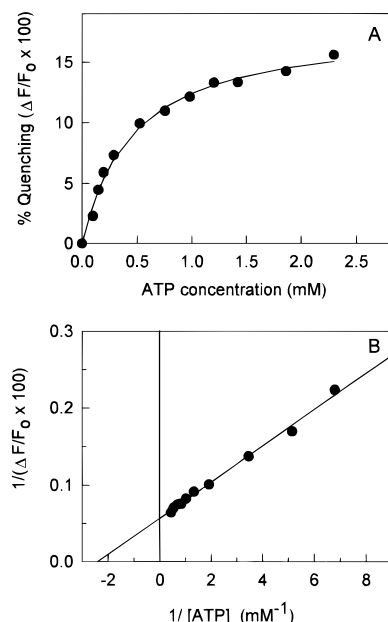 A
% Quenching (Δ F/Fo x 100)
15
10
5
0
0.0 0.5 1.0 1.5 2.0 2.5
ATP concentration (mM)
B
1/(Δ F/Fo x 100)
0.3
0.2
0.1
0.0
-2 0 2 4 6 8
1/ [ATP] (mM-1)